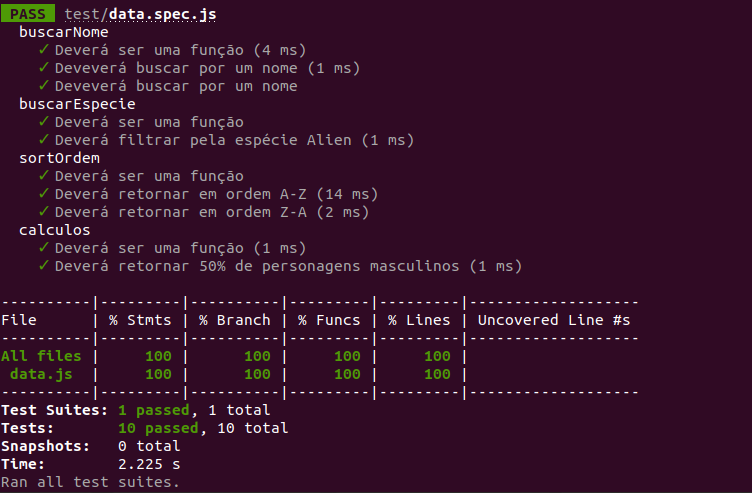 PASS test/data.spec.js
buscarNome
✓ Deverá ser uma função (4 ms)
✓ Deveverá buscar por um nome (1 ms)
✓ Deveverá buscar por um nome
buscarEspecie
✓ Deverá ser uma função
✓ Deverá filtrar pela espécie Alien (1 ms)
sortOrdem
✓ Deverá ser uma função
✓ Deverá retornar em ordem A-Z (14 ms)
✓ Deverá retornar em ordem Z-A (2 ms)
calculos
✓ Deverá ser uma função (1 ms)
✓ Deverá retornar 50% de personagens masculinos (1 ms)
----------|---------|----------|---------|---------|-------------------
File      | % Stmts | % Branch | % Funcs | % Lines | Uncovered Line #s
----------|---------|----------|---------|---------|-------------------
All files |     100 |      100 |     100 |     100 |
 data.js  |     100 |      100 |     100 |     100 |
----------|---------|----------|---------|---------|-------------------
Test Suites: 1 passed, 1 total
Tests:       10 passed, 10 total
Snapshots:   0 total
Time:        2.225 s
Ran all test suites.